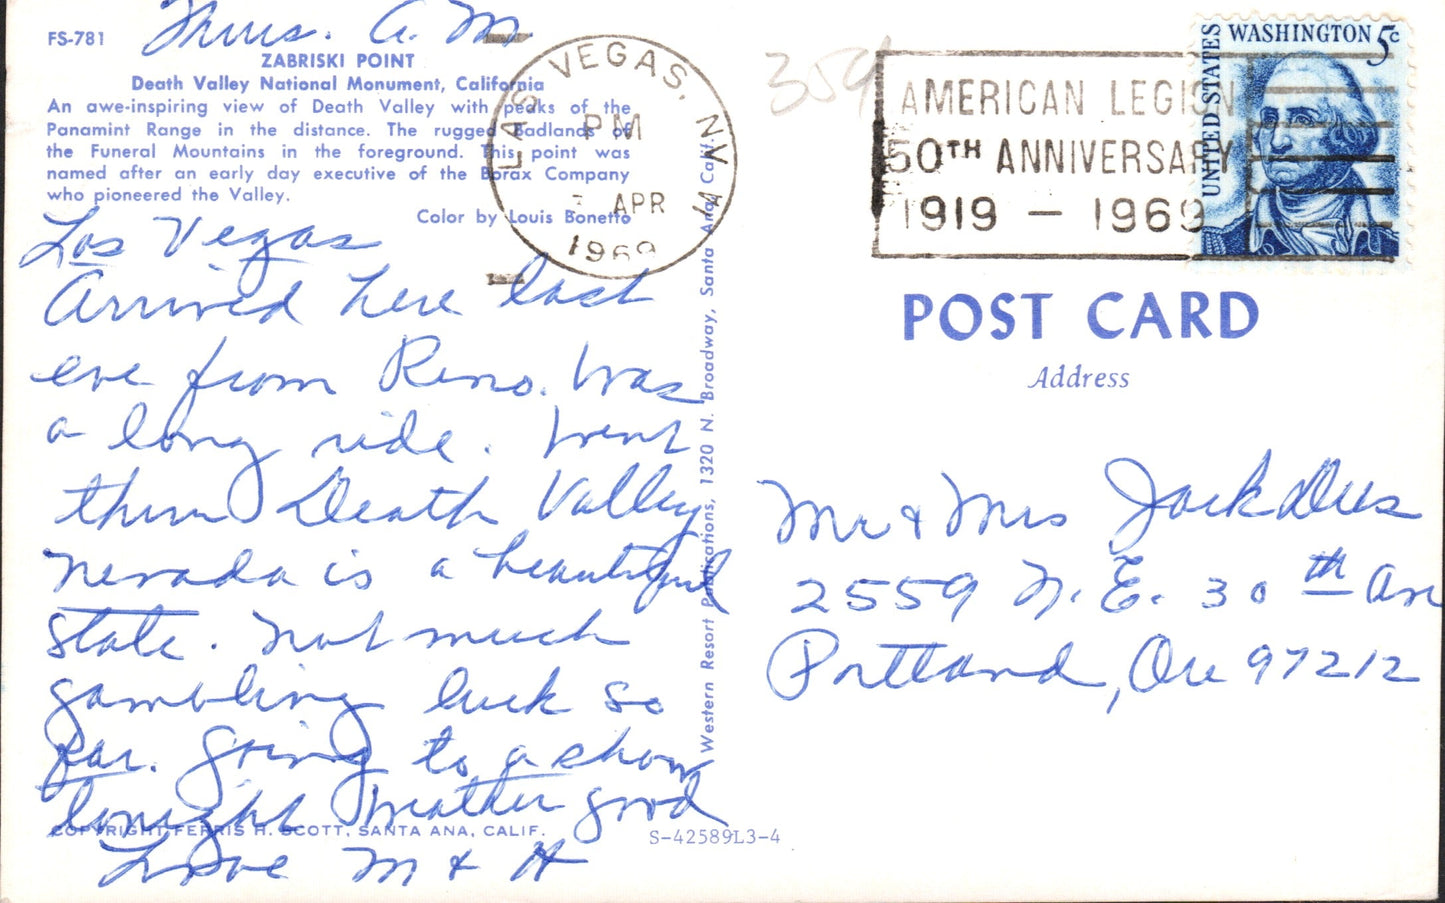 FS-781
Thurs. A.M.
ZABRISKI POINT
Death Valley National Monument, California
An awe-inspiring view of Death Valley with peaks of the
Panamint Range in the distance. The rugged Badlands of
the Funeral Mountains in the foreground. This point was
named after an early day executive of the Borax Company
who pioneered the Valley.
Color by Louis Bonetto
Los Vegas
Arrived here last
eve from Reno. Was
a long ride. Went
thru Death Valley
Nevada is a beautiful
state. Not much
gambling luck so
far. Going to a show
tonight Weather good
Love M & H
COPYRIGHT FERRIS H. SCOTT, SANTA ANA, CALIF.
S-42589L3-4
Western Resort Publications, 1320 N. Broadway, Santa Ana, Calif.
LAS VEGAS, NV
PM
APR
1969
359
AMERICAN LEGION
50TH ANNIVERSARY
1919 — 1969
UNITED STATES
WASHINGTON 5c
POST CARD
Address
Mr & Mrs Jack Dues
2559 N.E. 30th Ave
Portland, Ore 97212